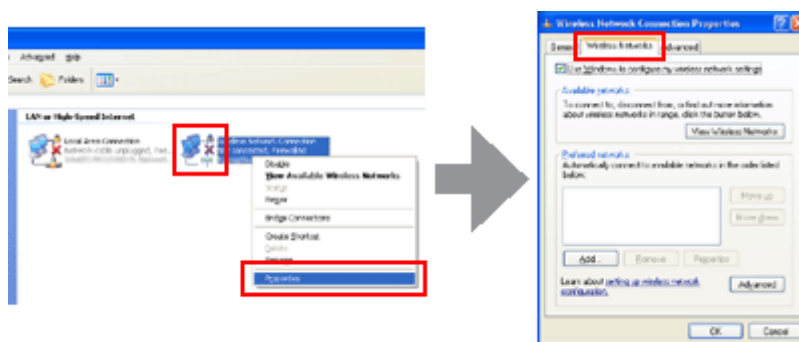 Advanced Help
Search Folders
LAN or High-Speed Internet
Local Area Connection
Network cable unplugged, Fire...
Wireless Network Connection
Not connected, Firewalled
Disable
View Available Wireless Networks
Status
Repair
Bridge Connections
Create Shortcut
Delete
Rename
Properties
Wireless Network Connection Properties
General Wireless Networks Advanced
Use Windows to configure my wireless network settings
Available networks
To connect to, disconnect from, or find out more information
about wireless networks in range, click the button below.
View Wireless Networks
Preferred networks
Automatically connect to available networks in the order listed
below:
Move up
Move down
Add... Remove Properties
Learn about setting up wireless network
configuration.
Advanced
OK Cancel